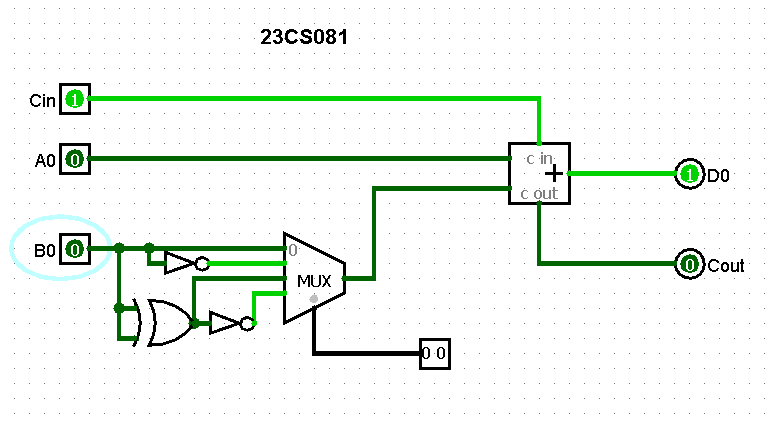 23CS081
Cin 1
A0 0
c in
+
c out
1 D0
B0 0
0
MUX
0 Cout
0 0